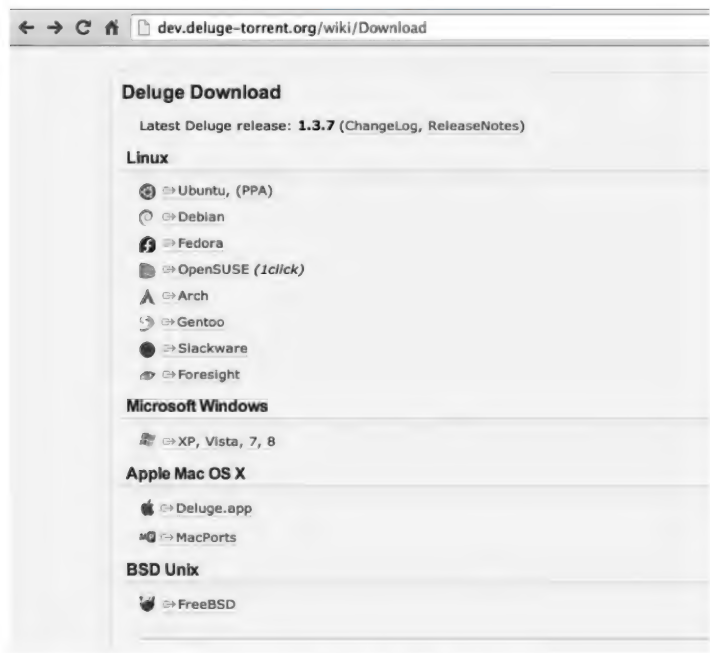 dev.deluge-torrent.org/wiki/Download
Deluge Download
Latest Deluge release: 1.3.7 (ChangeLog, ReleaseNotes)
Linux
Ubuntu, (PPA)
Debian
Fedora
OpenSUSE (1click)
Arch
Gentoo
Slackware
Foresight
Microsoft Windows
XP, Vista, 7, 8
Apple Mac OS X
Deluge.app
MacPorts
BSD Unix
FreeBSD